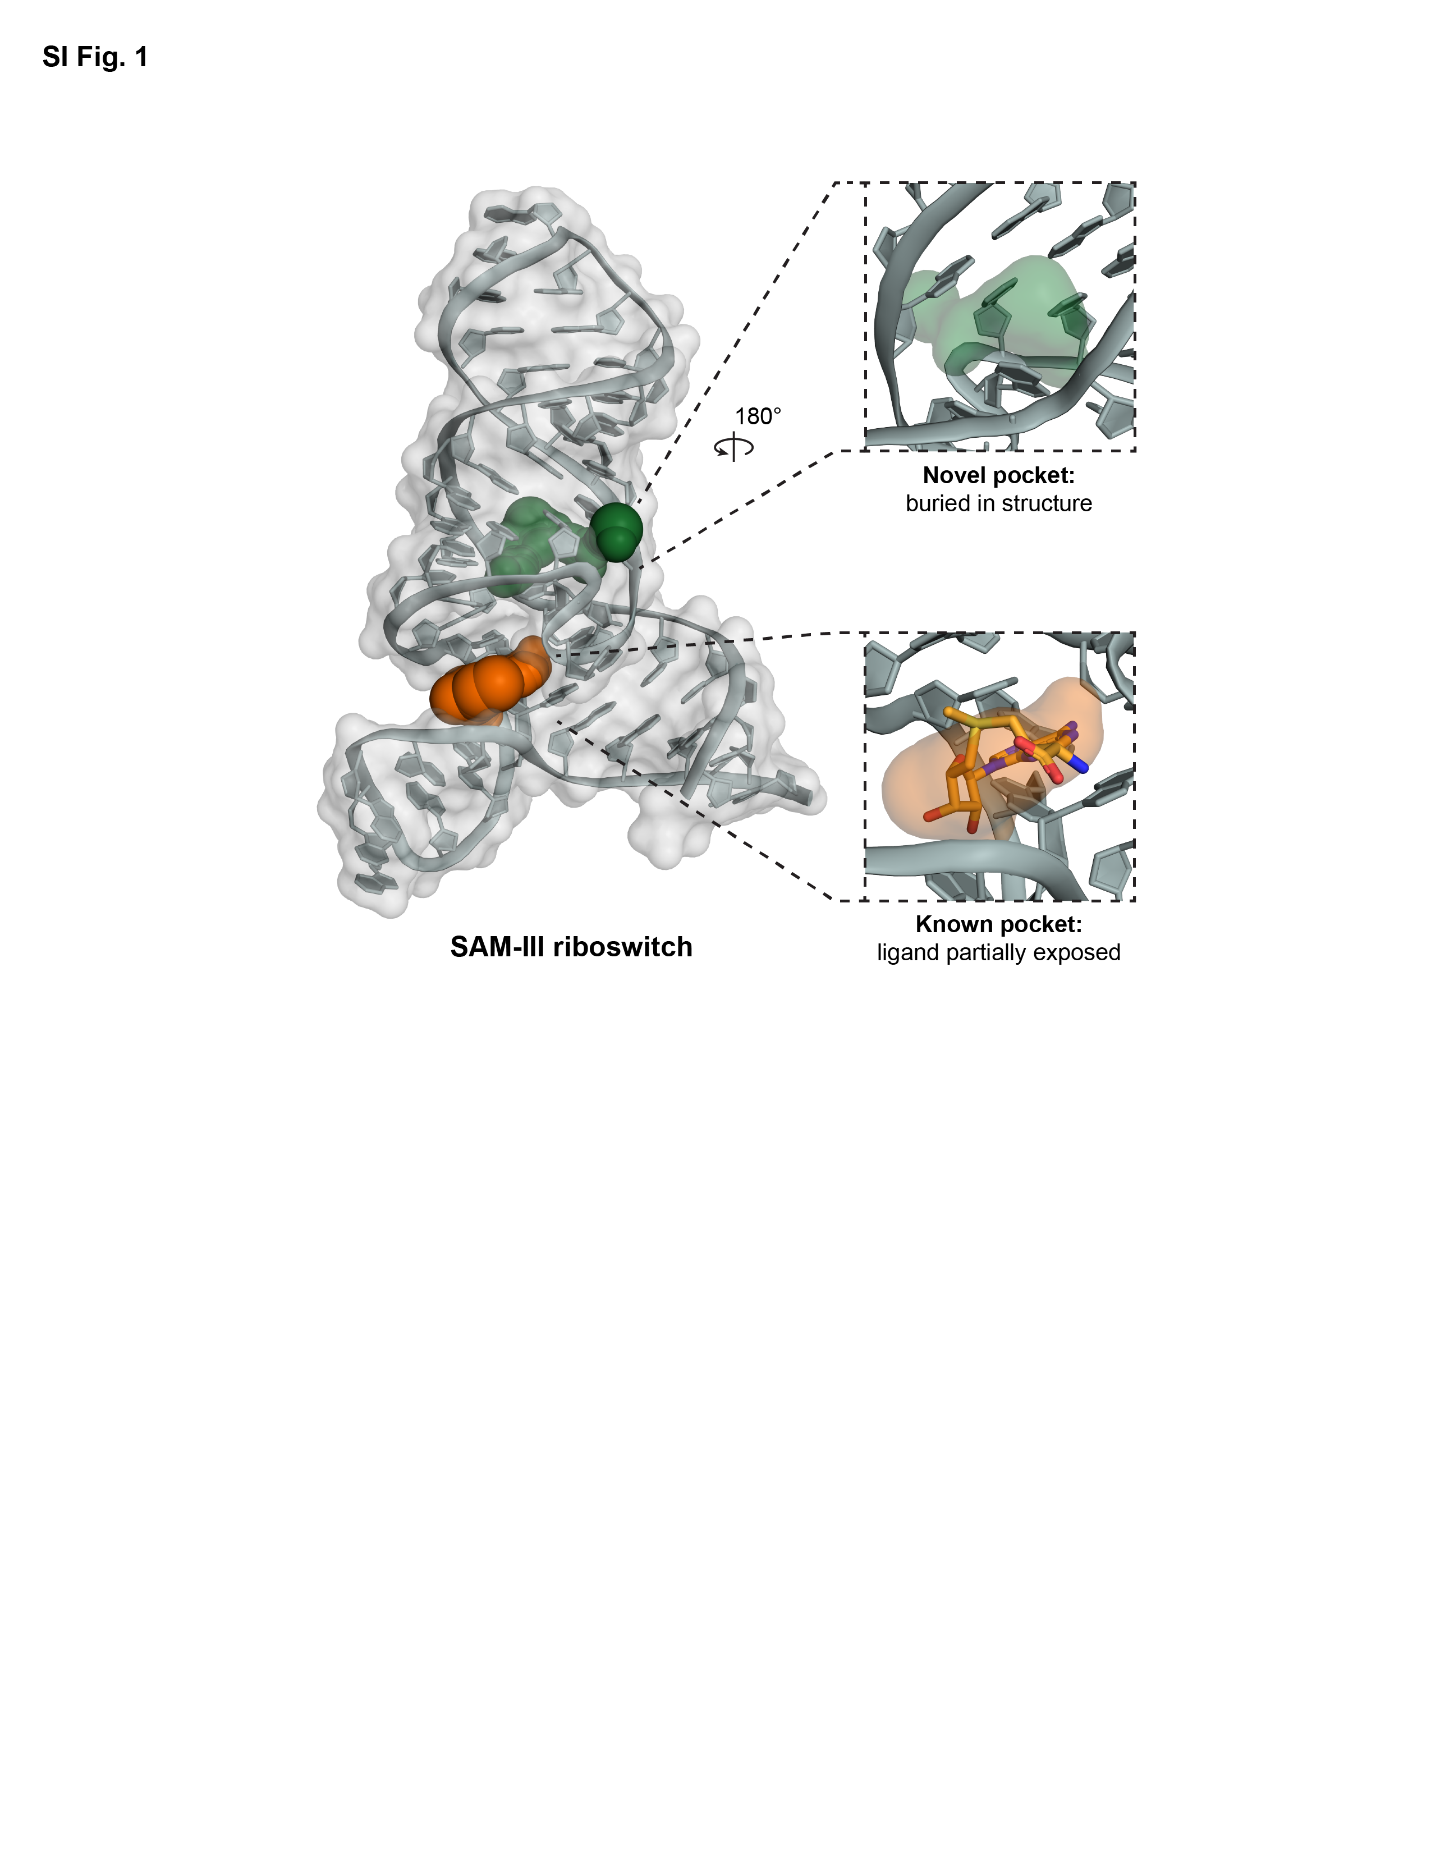 SI Fig. 1
180°
Novel pocket:
buried in structure
Known pocket:
ligand partially exposed
SAM-III riboswitch